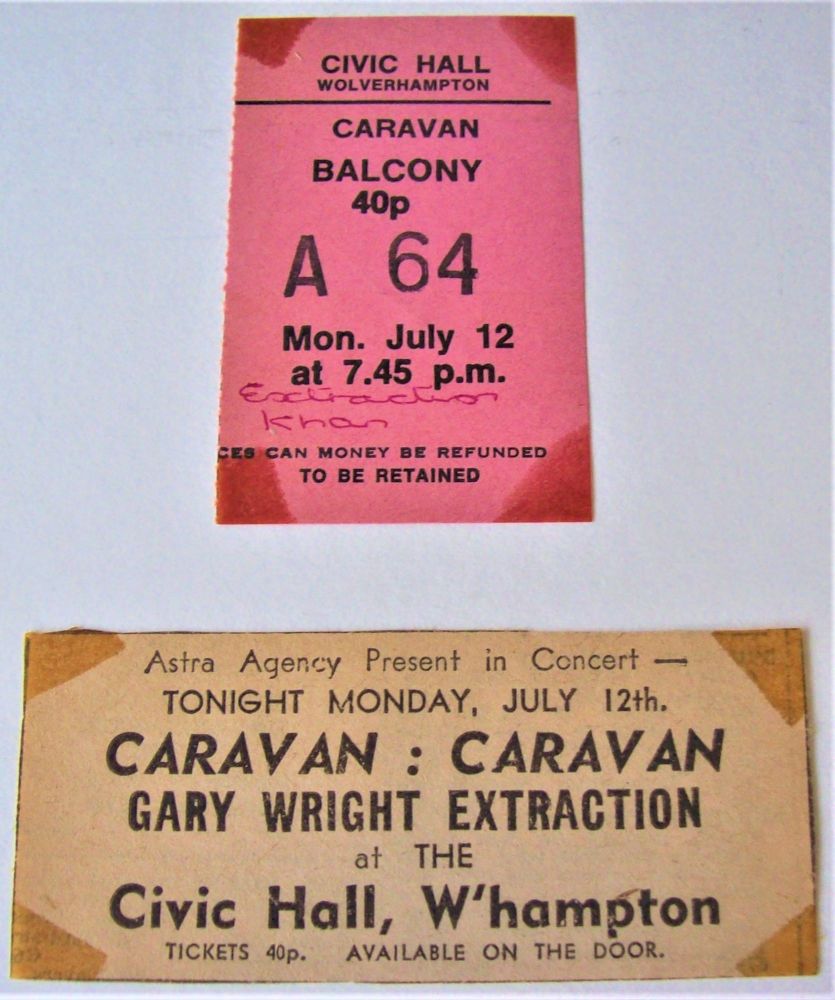 CIVIC HALL
WOLVERHAMPTON
CARAVAN
BALCONY
40p
A 64
Mon. July 12
at 7.45 p.m.
Extraction
Khan
CES CAN MONEY BE REFUNDED
TO BE RETAINED
Astra Agency Present in Concert —
TONIGHT MONDAY, JULY 12th.
CARAVAN : CARAVAN
GARY WRIGHT EXTRACTION
at THE
Civic Hall, W'hampton
TICKETS 40p. AVAILABLE ON THE DOOR.